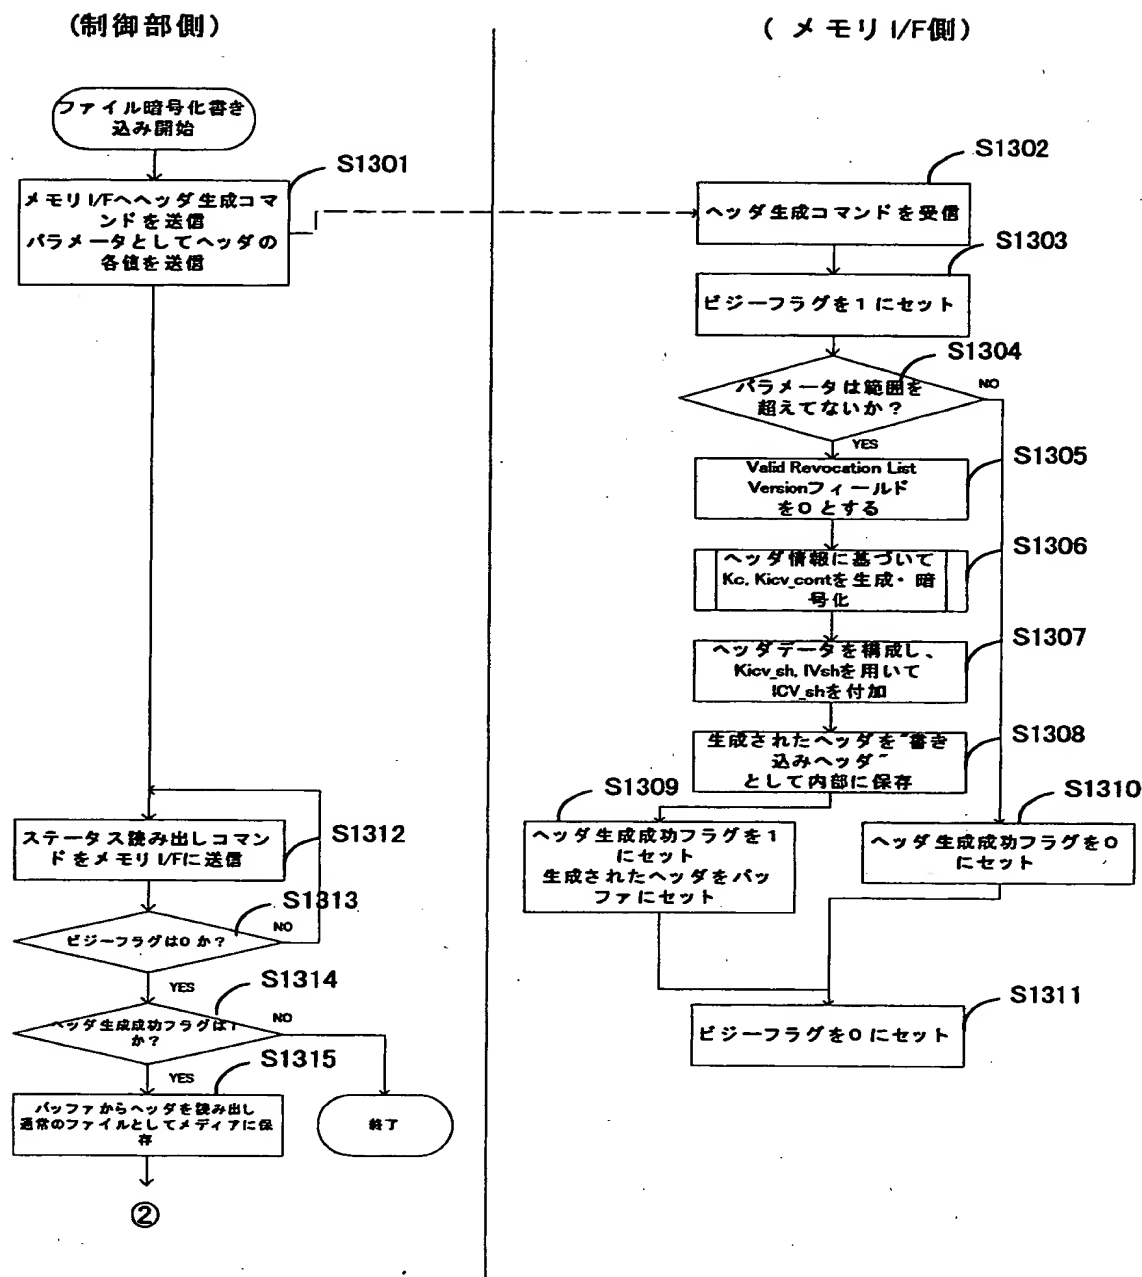 (制御部側)
(メモリI/F側)
ファイル暗号化書き
込み開始
S1301
メモリI/Fへヘッダ生成コマ
ンドを送信
パラメータとしてヘッダの
各値を送信
S1302
ヘッダ生成コマンドを受信
S1303
ビジーフラグを1にセット
S1304
パラメータは範囲を
超えてないか?
NO
YES
S1305
Valid Revocation List
Versionフィールド
を0とする
S1306
ヘッダ情報に基づいて
Kc, Kicv_contを生成・暗
号化
S1307
ヘッダデータを構成し、
Kicv_sh, IVshを用いて
ICV_shを付加
S1308
生成されたヘッダを"書き
込みヘッダ"
として内部に保存
S1309
ヘッダ生成成功フラグを1
にセット
生成されたヘッダをバッ
ファにセット
S1310
ヘッダ生成成功フラグを0
にセット
S1311
ビジーフラグを0にセット
S1312
ステータス読み出しコマン
ドをメモリI/Fに送信
S1313
ビジーフラグは0か?
NO
YES
S1314
ヘッダ生成成功フラグは1
か?
NO
YES
S1315
バッファからヘッダを読み出し
通常のファイルとしてメディアに保
存
終了
②